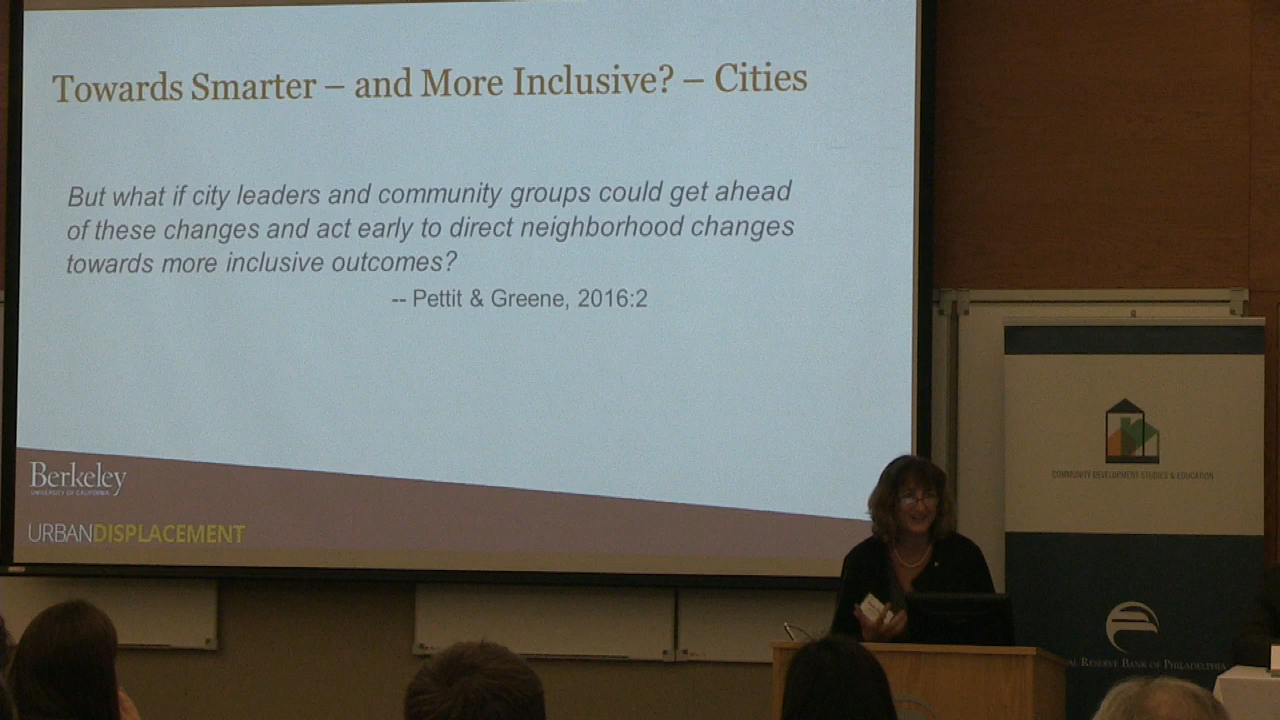 Towards Smarter – and More Inclusive? – Cities
But what if city leaders and community groups could get ahead
of these changes and act early to direct neighborhood changes
towards more inclusive outcomes?
-- Pettit & Greene, 2016:2
Berkeley
UNIVERSITY OF CALIFORNIA
URBANDISPLACEMENT
COMMUNITY DEVELOPMENT STUDIES & EDUCATION
RESERVE BANK OF PHILADELPHIA